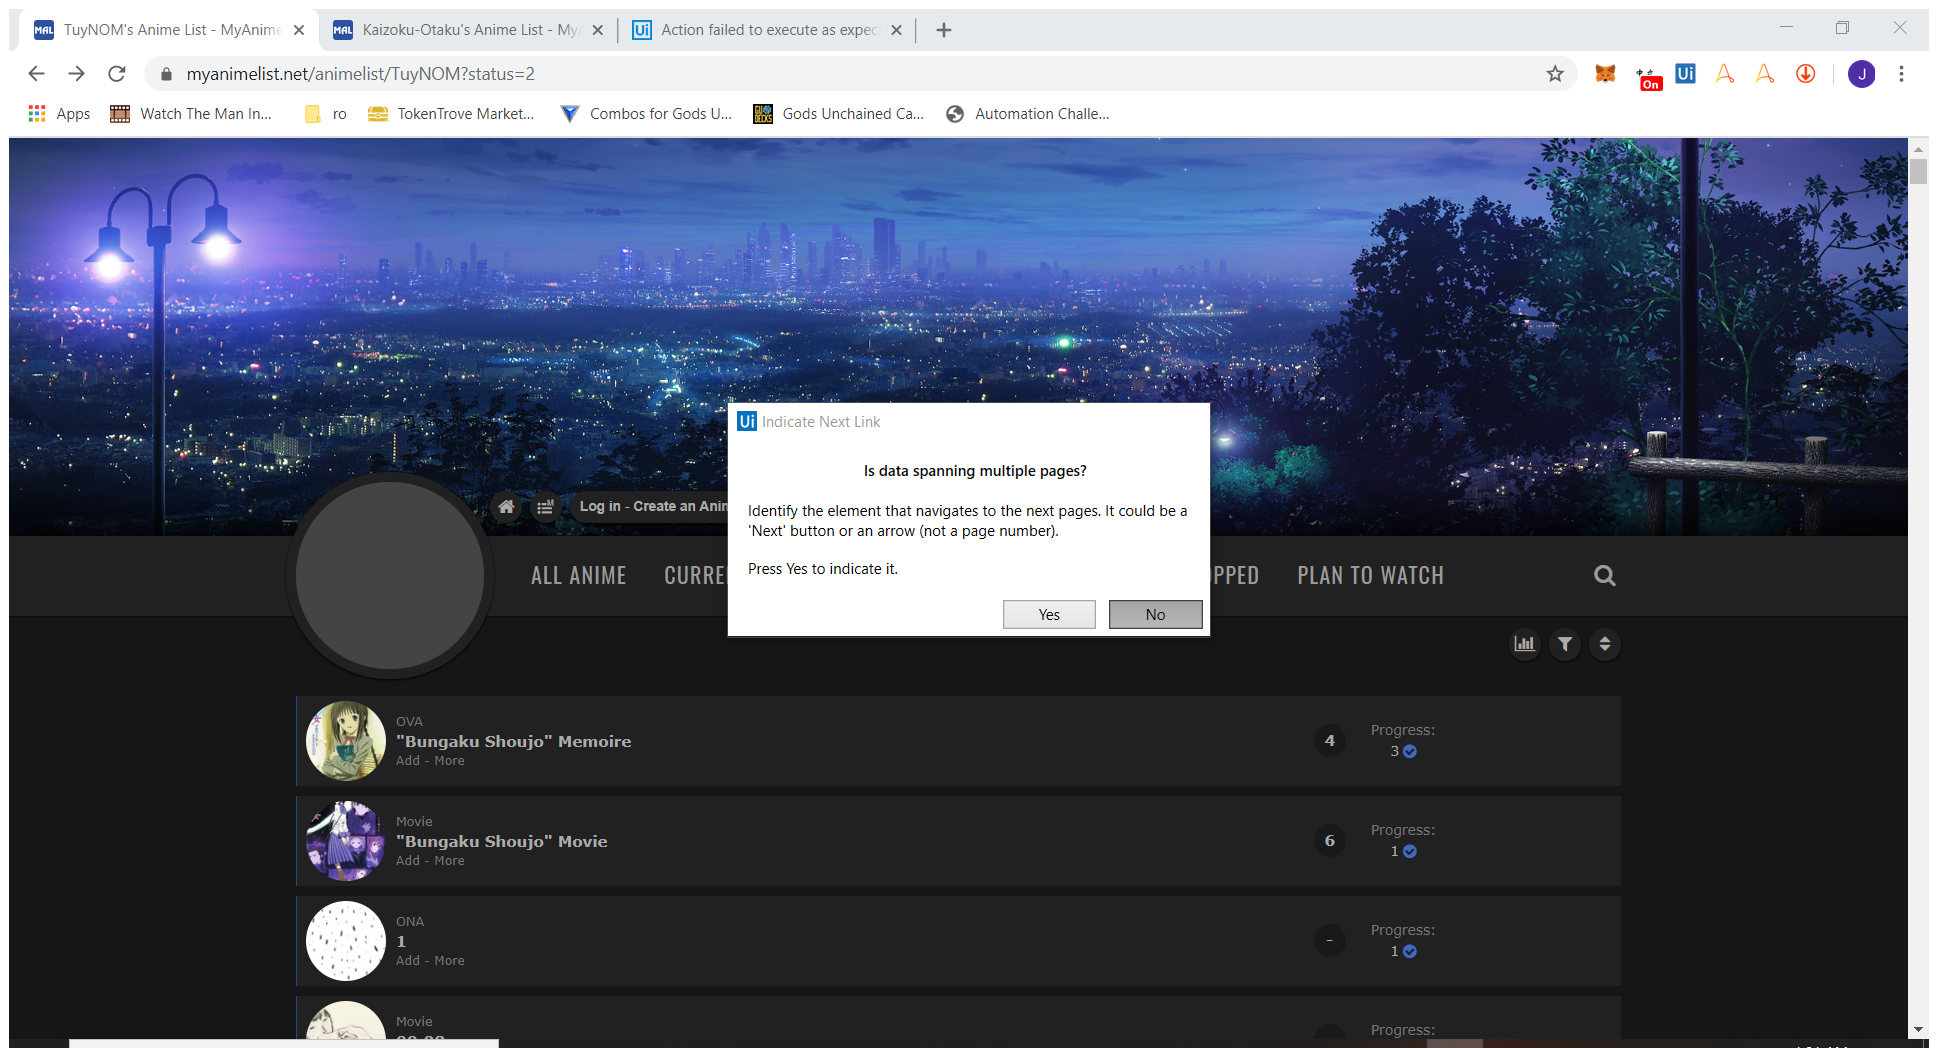 TuyNOM's Anime List - MyAnime
Kaizoku-Otaku's Anime List - My
Action failed to execute as expec
myanimelist.net/animelist/TuyNOM?status=2
On
Ui
J
Apps
Watch The Man In...
ro
TokenTrove Market...
Combos for Gods U...
Gods Unchained Ca...
Automation Challe...
Ui Indicate Next Link
Is data spanning multiple pages?
Identify the element that navigates to the next pages. It could be a
'Next' button or an arrow (not a page number).
Press Yes to indicate it.
Yes
No
Log in - Create an Anim
ALL ANIME
CURRE
PPED
PLAN TO WATCH
OVA
"Bungaku Shoujo" Memoire
Add - More
4
Progress:
3
Movie
"Bungaku Shoujo" Movie
Add - More
6
Progress:
1
ONA
1
Add - More
-
Progress:
1
Movie
Progress: